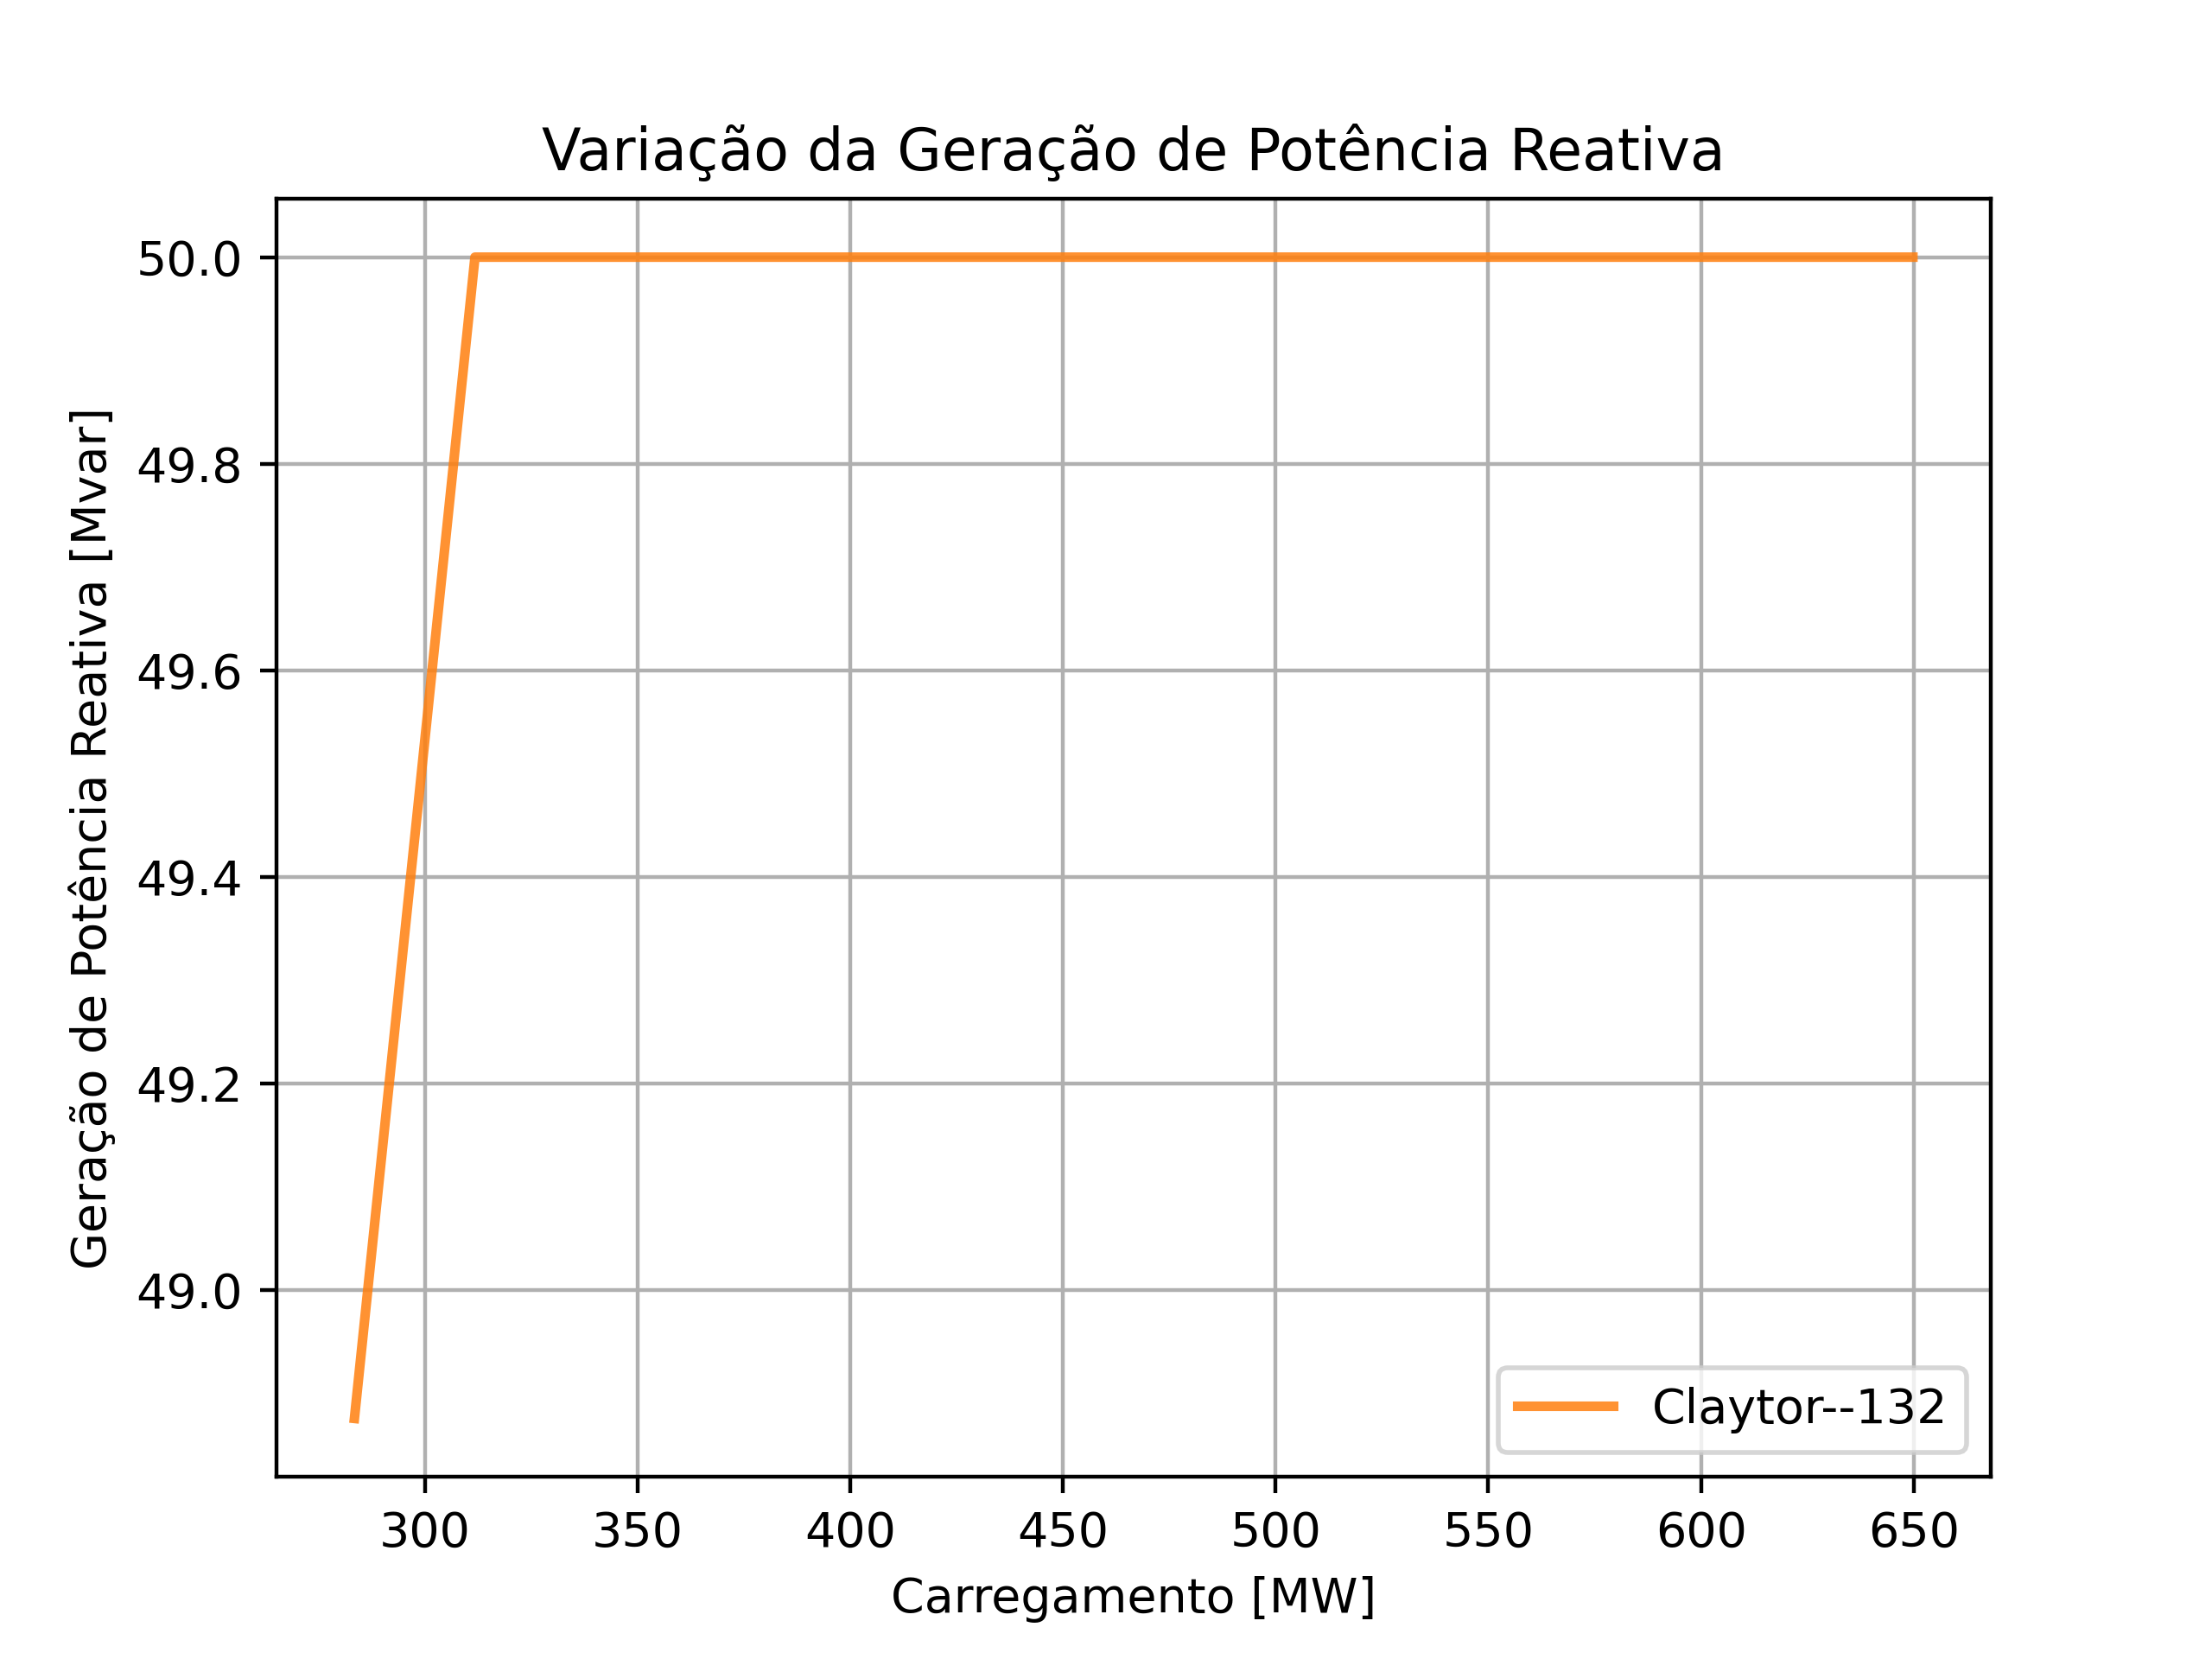 Variação da Geração de Potência Reativa
Geração de Potência Reativa [Mvar]
50.0
49.8
49.6
49.4
49.2
49.0
Claytor--132
300 350 400 450 500 550 600 650
Carregamento [MW]